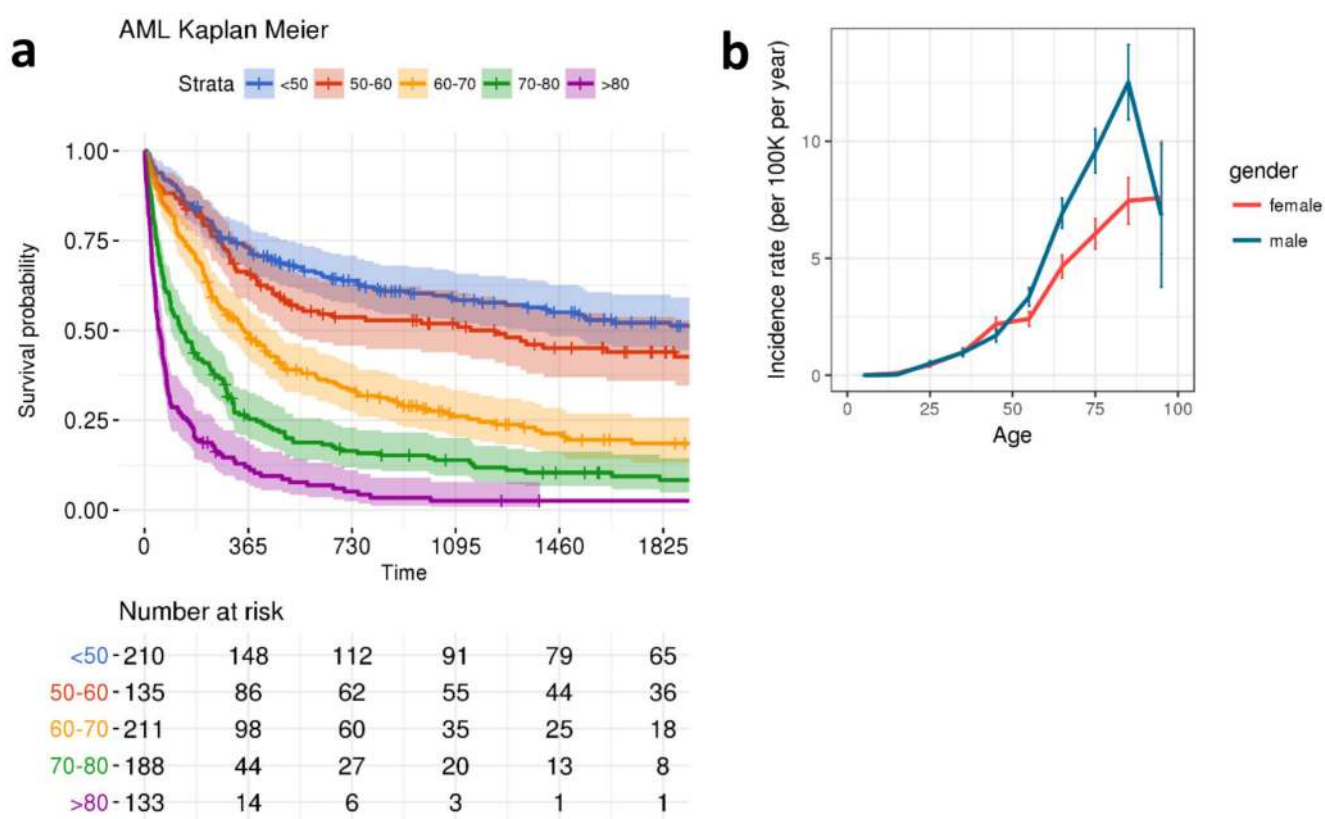 a
AML Kaplan Meier
Strata <50 50-60 60-70 70-80 >80
1.00
0.75
0.50
0.25
0.00
Survival probability
0 365 730 1095 1460 1825
Time
Number at risk
<50 210 148 112 91 79 65
50-60 135 86 62 55 44 36
60-70 211 98 60 35 25 18
70-80 188 44 27 20 13 8
>80 133 14 6 3 1 1
b
Incidence rate (per 100K per year)
10
5
0
0 25 50 75 100
Age
gender
female
male